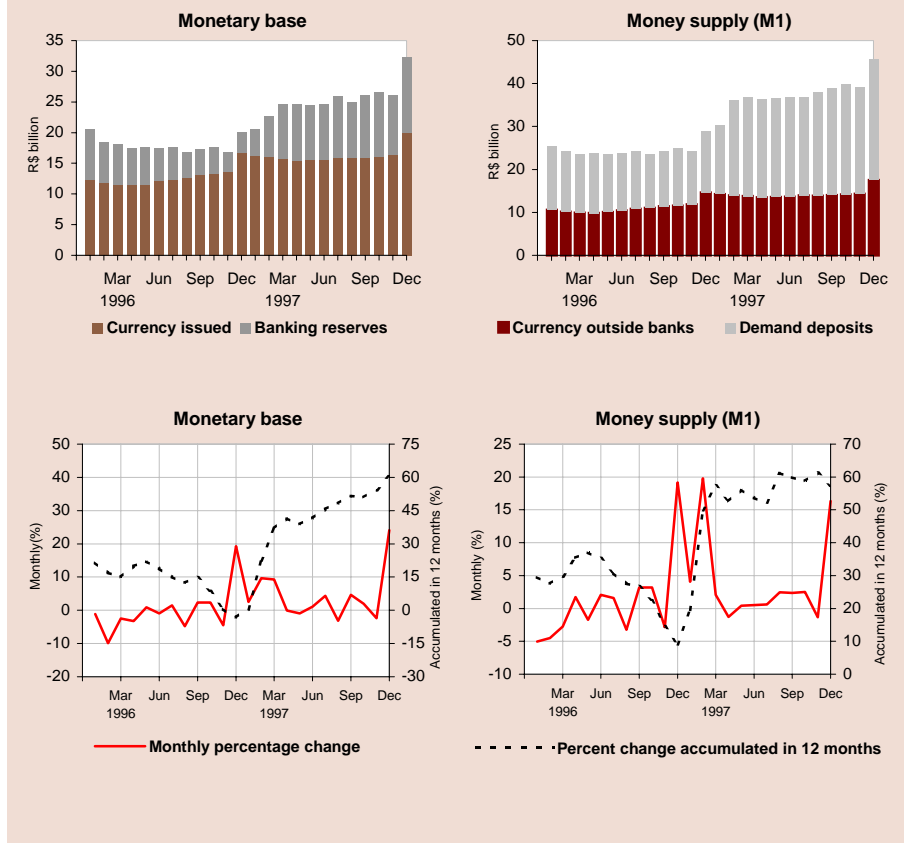 Monetary base
R$ billion
35
30
25
20
15
10
5
0
Mar Jun Sep Dec Mar Jun Sep Dec
1996 1997
Currency issued Banking reserves
Money supply (M1)
R$ billion
50
40
30
20
10
0
Mar Jun Sep Dec Mar Jun Sep Dec
1996 1997
Currency outside banks Demand deposits
Monetary base
Monthly(%)
50
40
30
20
10
0
-10
-20
75
60
45
30
15
0
-15
-30
Accumulated in 12 months (%)
Mar Jun Sep Dec Mar Jun Sep Dec
1996 1997
Monthly percentage change
Money supply (M1)
Monthly (%)
25
20
15
10
5
0
-5
-10
70
60
50
40
30
20
10
0
Accumulated in 12 months (%)
Mar Jun Sep Dec Mar Jun Sep Dec
1996 1997
Percent change accumulated in 12 months